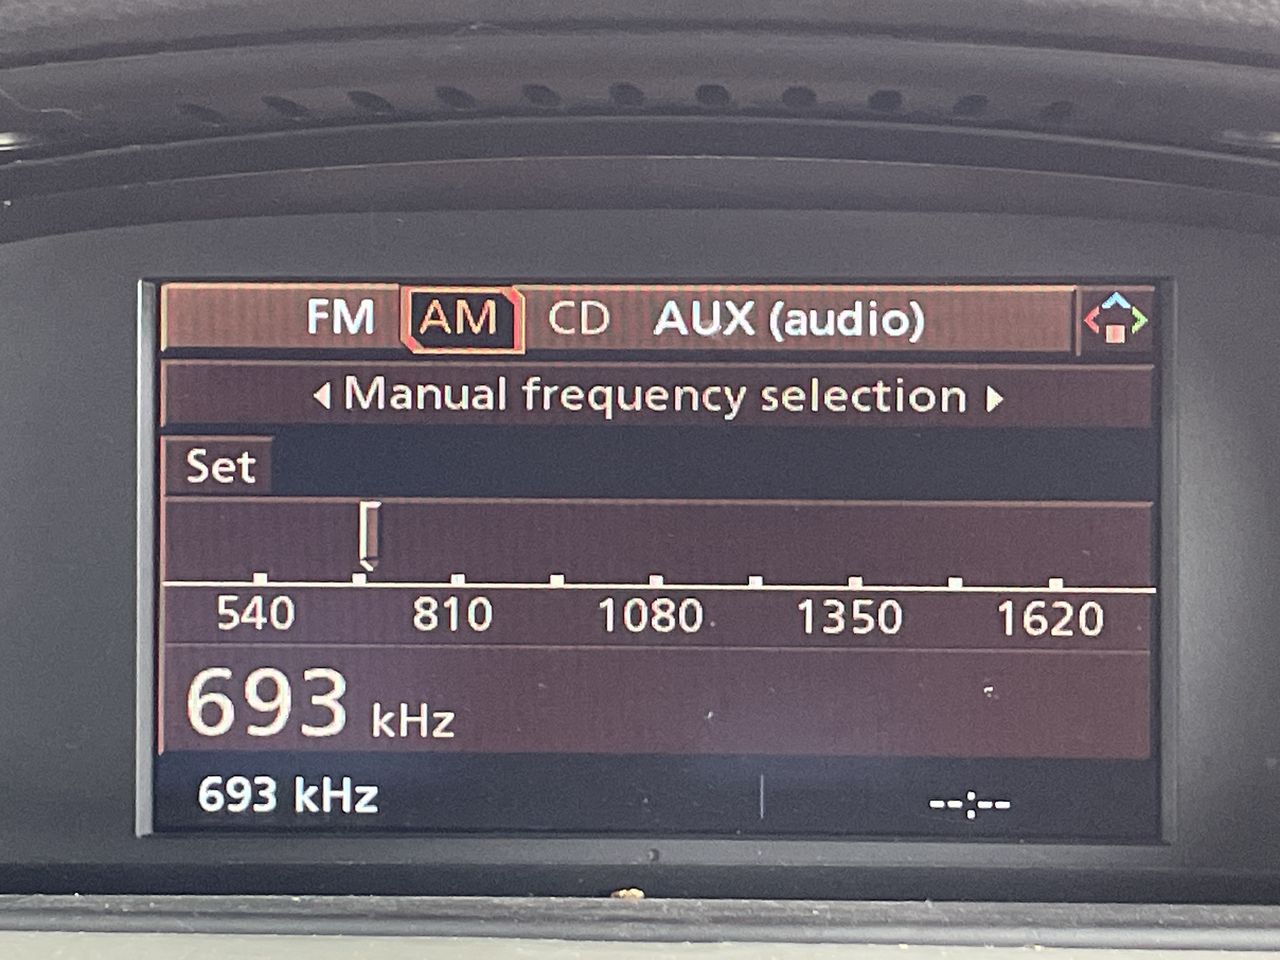 FM AM CD AUX (audio)
Manual frequency selection
Set
540 810 1080 1350 1620
693 kHz
693 kHz --:--